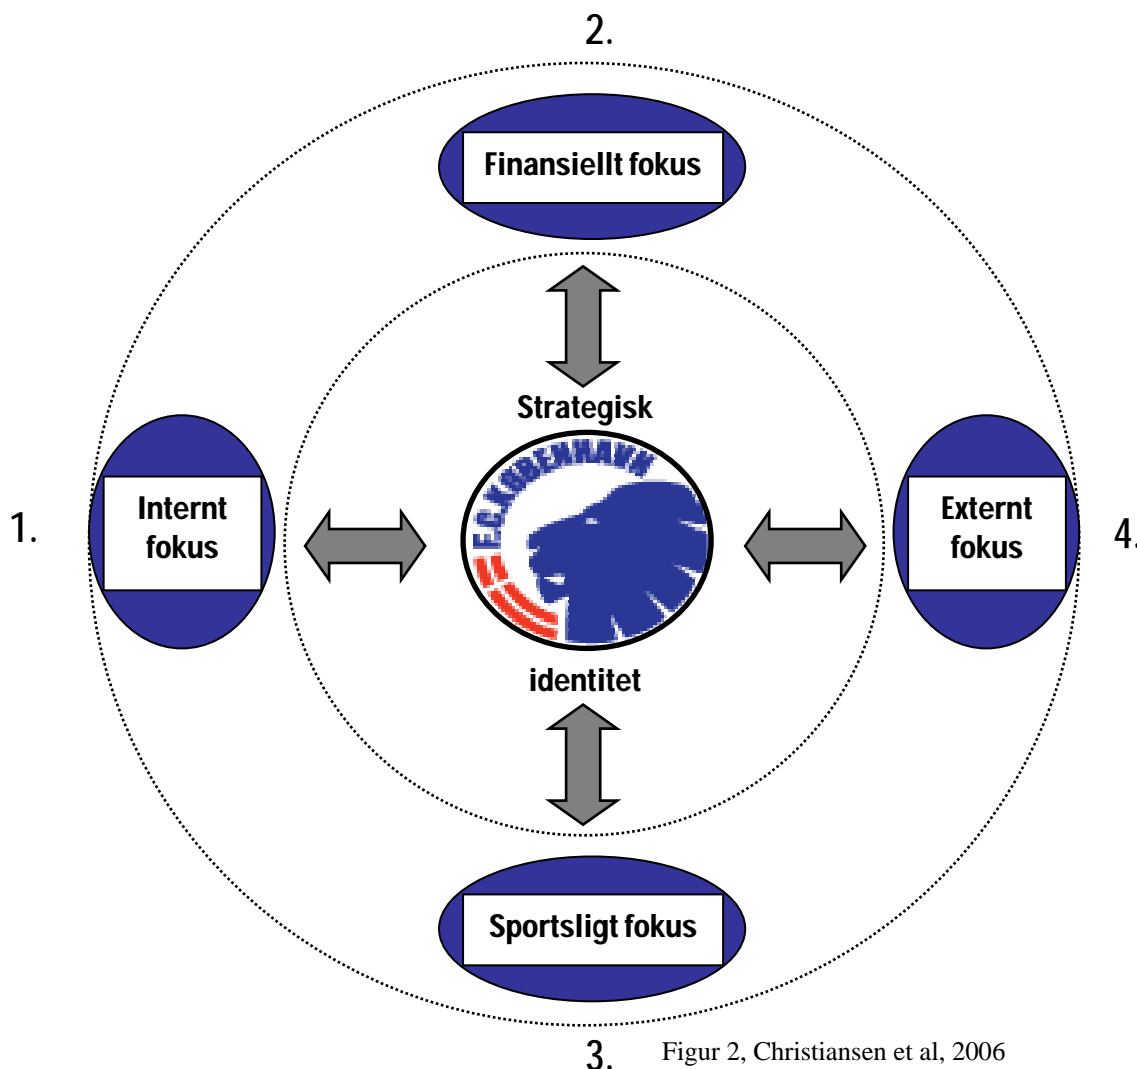 2.
Finansiellt fokus
Strategisk
F.C.KØBENHAVN
1.
Internt
fokus
Externt
fokus
4.
identitet
Sportsligt fokus
3.
Figur 2, Christiansen et al, 2006